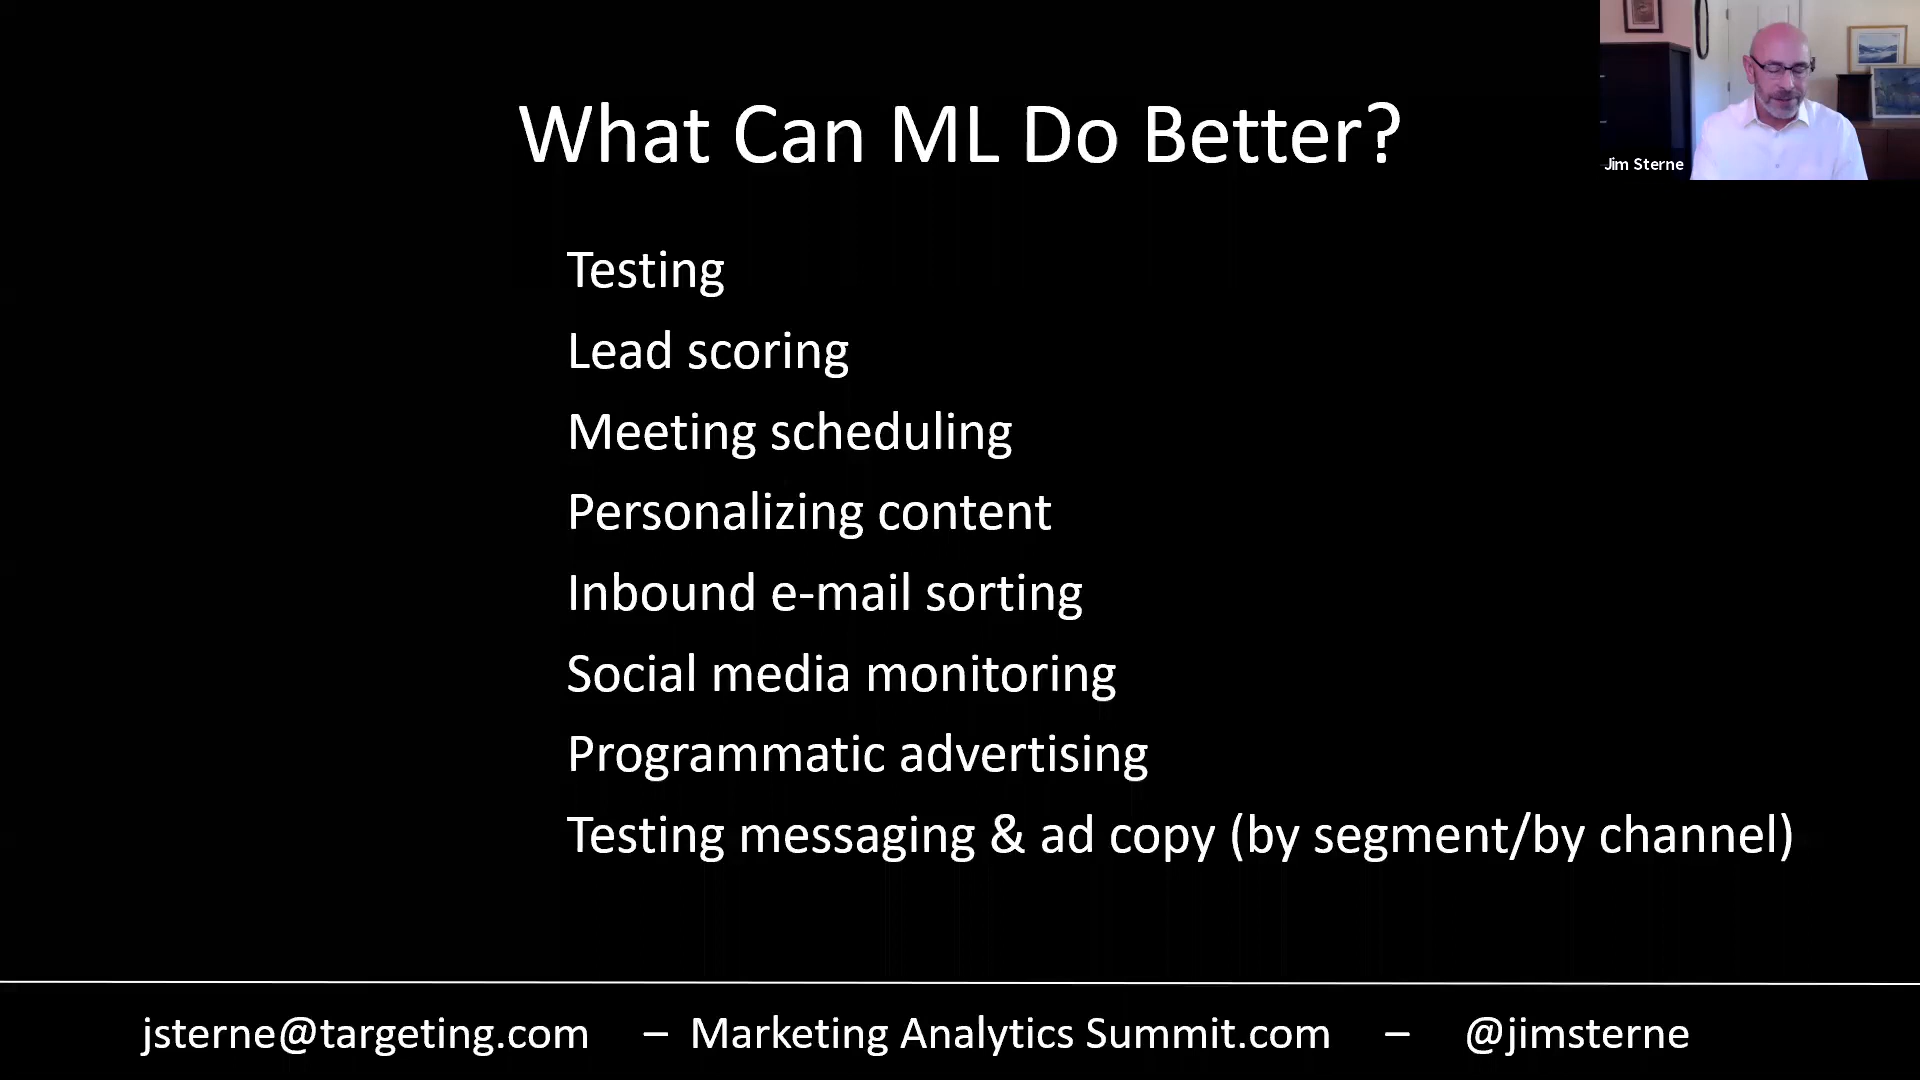 What Can ML Do Better?
Jim Sterne
Testing
Lead scoring
Meeting scheduling
Personalizing content
Inbound e-mail sorting
Social media monitoring
Programmatic advertising
Testing messaging & ad copy (by segment/by channel)
jsterne@targeting.com – Marketing Analytics Summit.com – @jimsterne